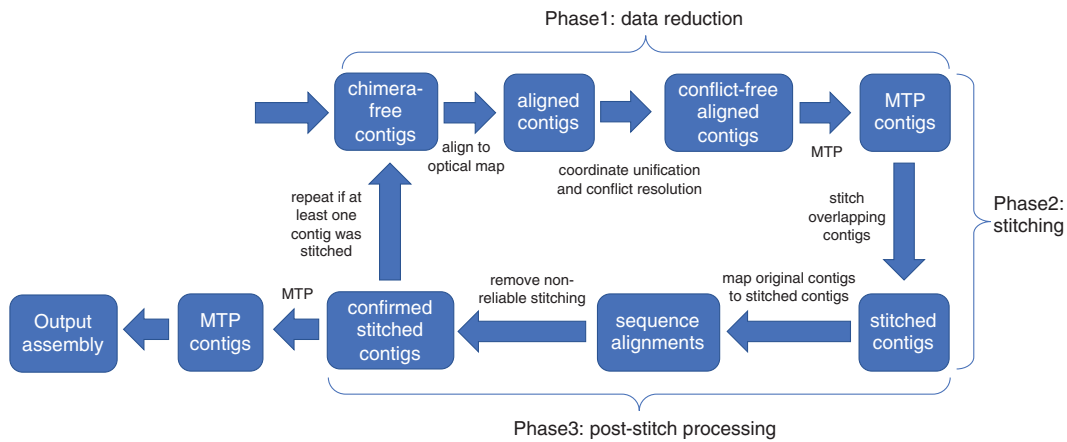 Phase1: data reduction
chimera-
free
contigs
align to
optical map
aligned
contigs
coordinate unification
and conflict resolution
conflict-free
aligned
contigs
MTP
MTP
contigs
stitch
overlapping
contigs
Phase2:
stitching
stitched
contigs
map original contigs
to stitched contigs
sequence
alignments
remove non-
reliable stitching
confirmed
stitched
contigs
repeat if at
least one
contig was
stitched
MTP
MTP
contigs
Output
assembly
Phase3: post-stitch processing